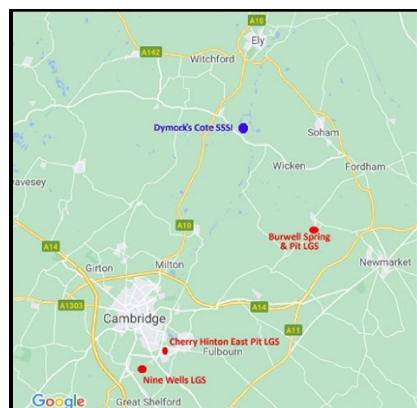 A10
Ely
A142
Witchford
Dymock's Cote SSSI
Soham
Wicken
Fordham
avesey
A10
Burwell Spring
& Pit LGS
A14
Girton
Milton
Newmarket
A1303
A14
Cambridge
A11
Cherry Hinton East Pit LGS
Fulbourn
Nine Wells LGS
Google
Great Shelford